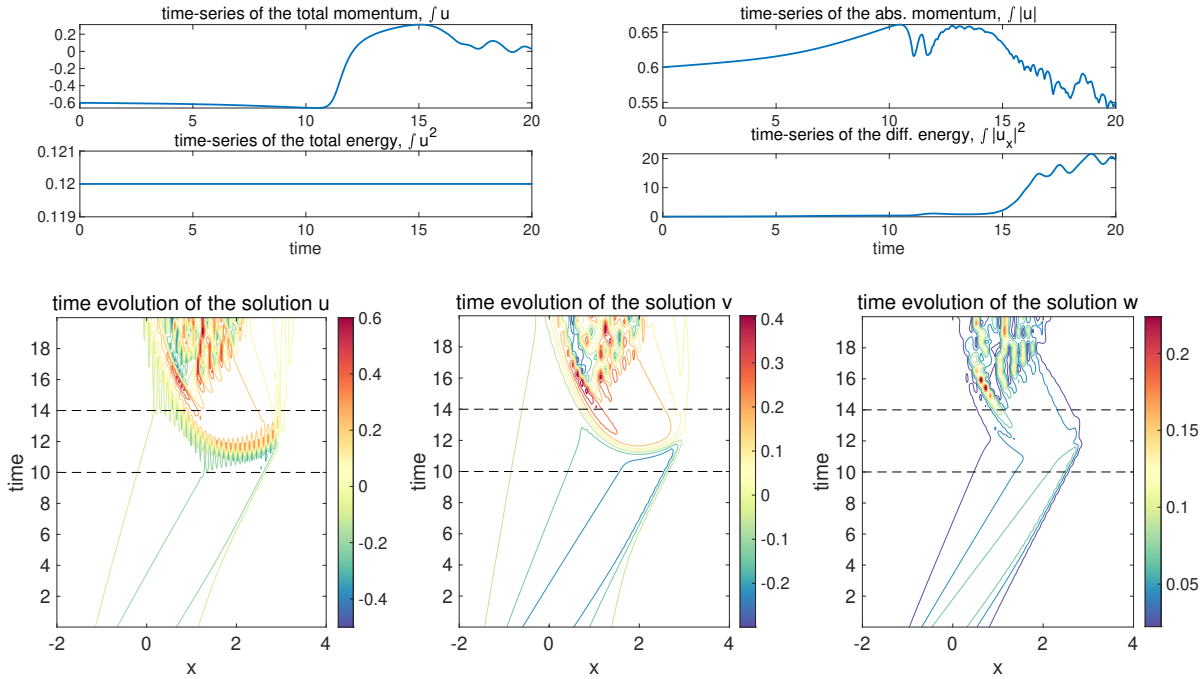 time-series of the total momentum, ∫ u
0.2
0
-0.2
-0.4
-0.6
0 5 10 15 20
time-series of the total energy, ∫ u²
0.121
0.12
0.119
0 5 10 15 20
time
time-series of the abs. momentum, ∫ |u|
0.65
0.6
0.55
0 5 10 15 20
time
time-series of the diff. energy, ∫ |u_x|²
20
10
0
0 5 10 15 20
time
time evolution of the solution u
18
16
14
12
10
8
6
4
2
time
-2 0 2 4
x
0.6
0.4
0.2
0
-0.2
-0.4
time evolution of the solution v
18
16
14
12
10
8
6
4
2
time
-2 0 2 4
x
0.4
0.3
0.2
0.1
0
-0.1
-0.2
time evolution of the solution w
18
16
14
12
10
8
6
4
2
time
-2 0 2 4
x
0.2
0.15
0.1
0.05